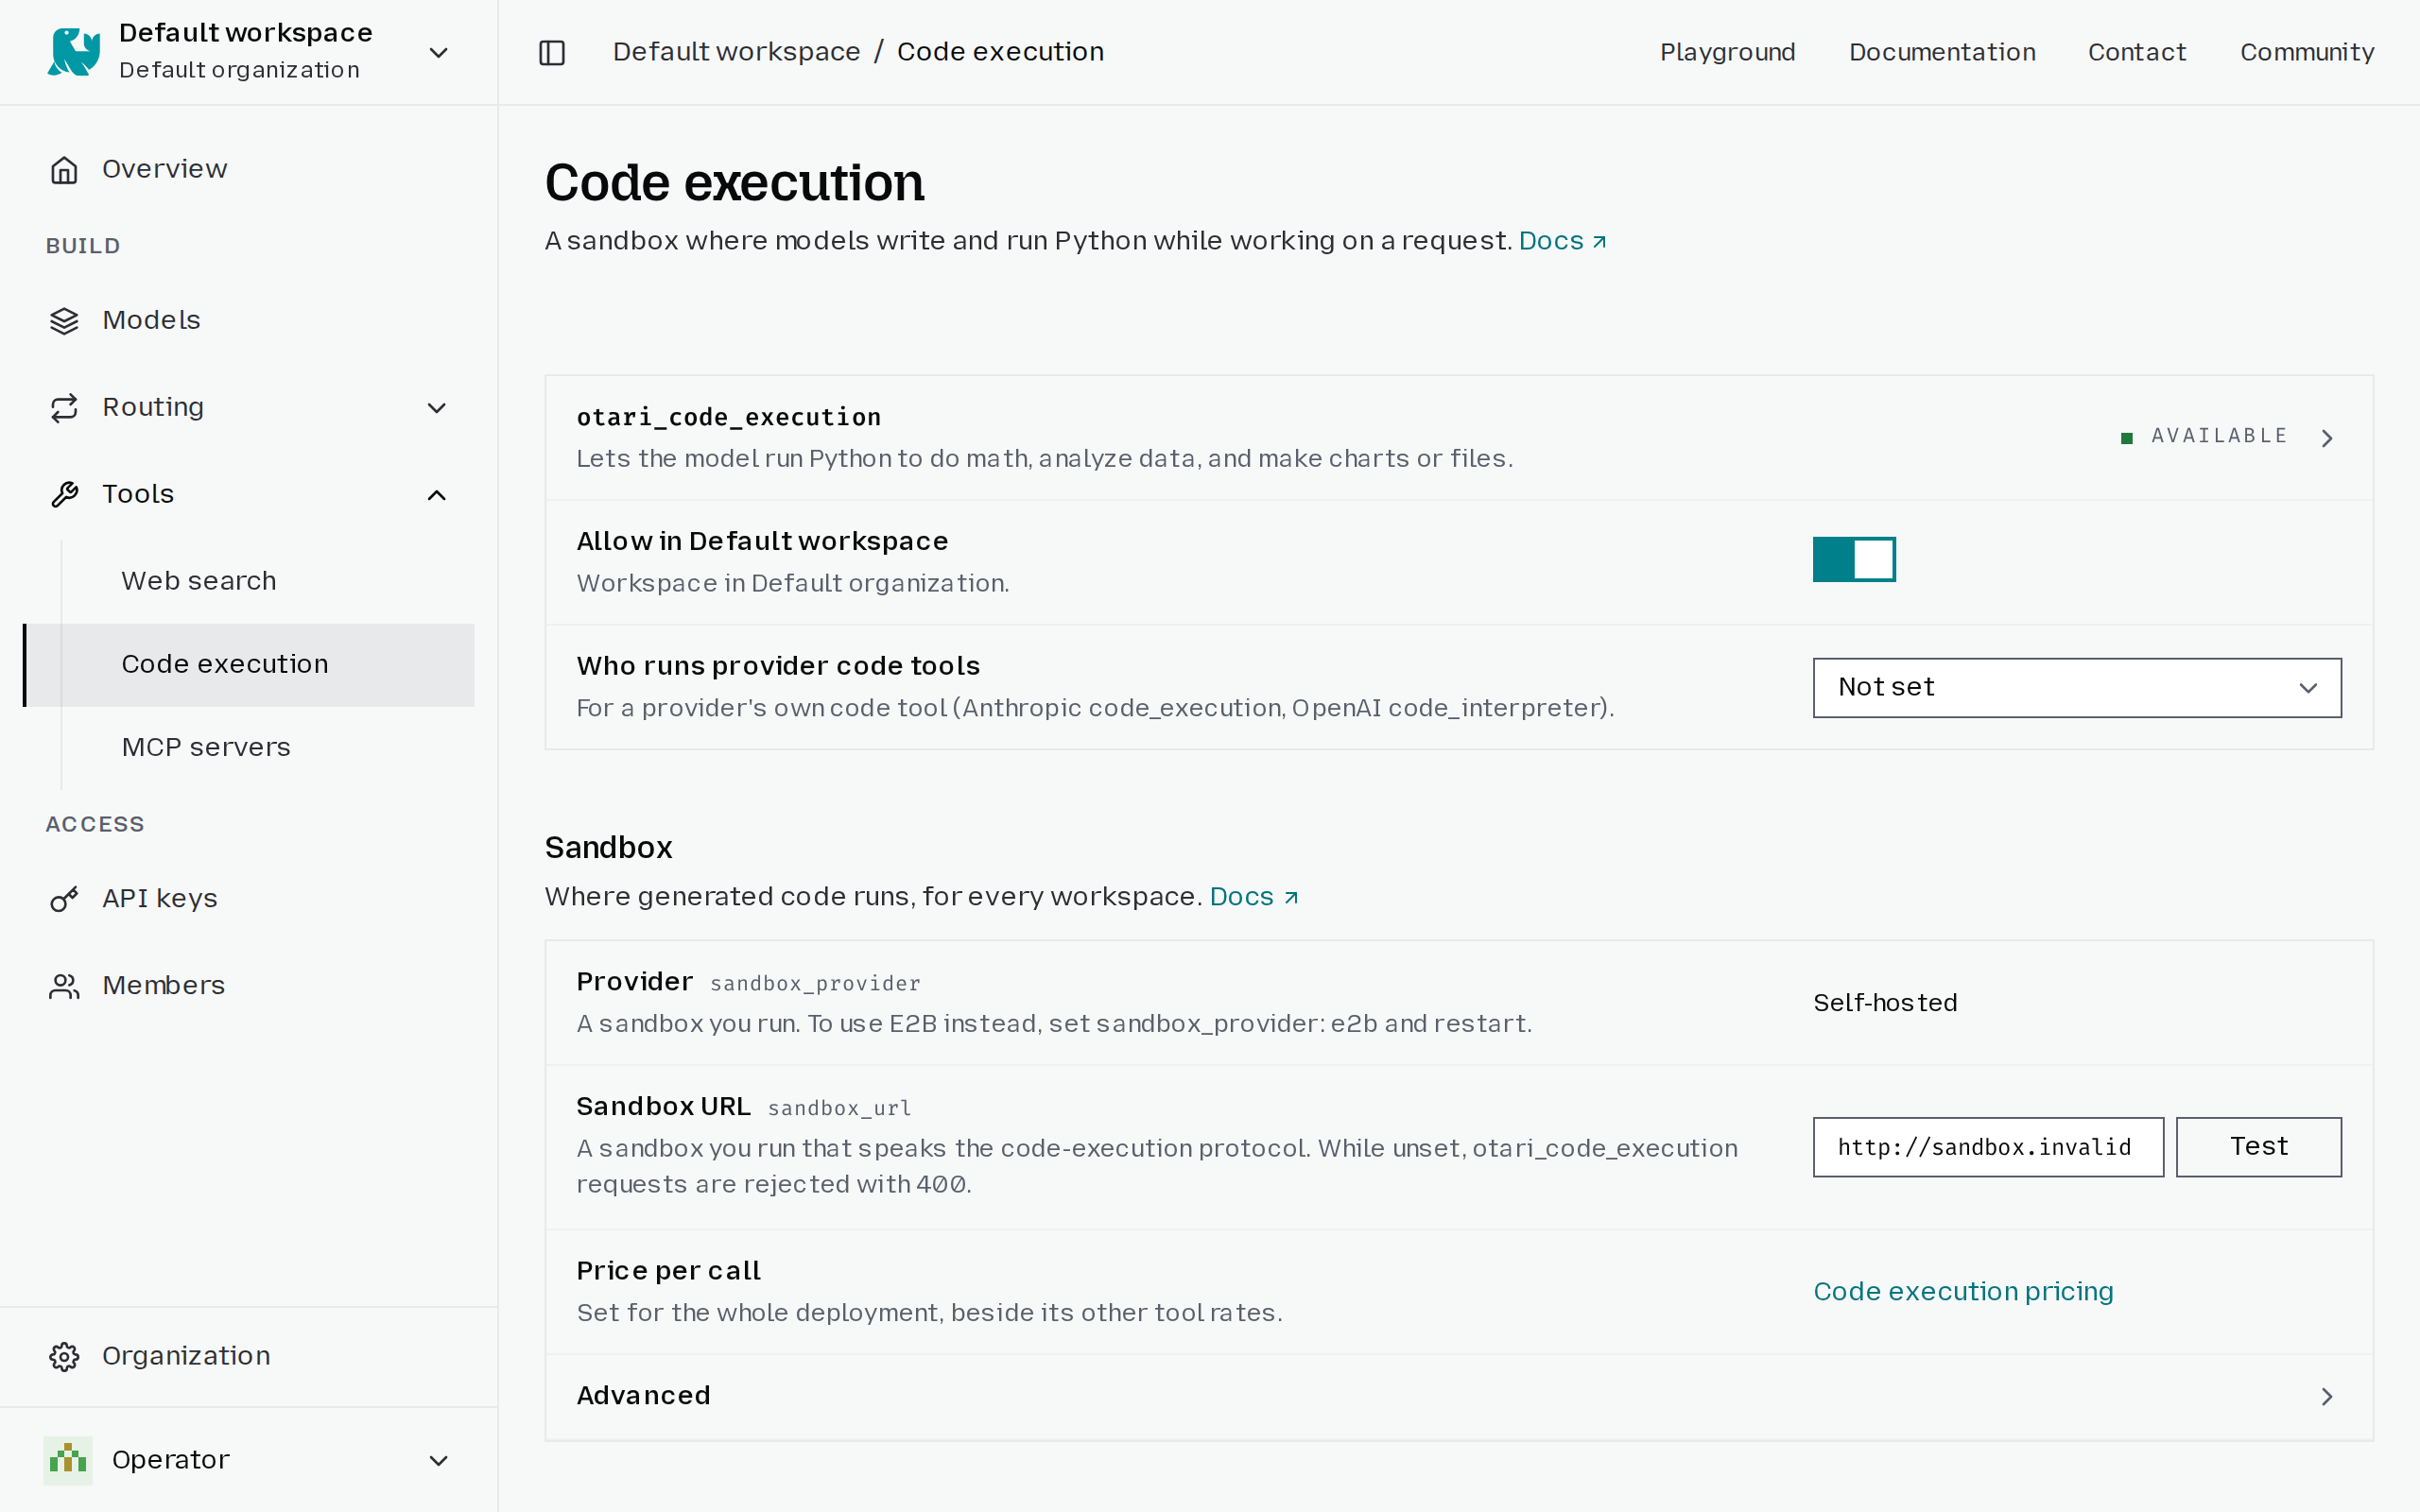 Default workspace
Default organization
Default workspace / Code execution
Playground
Documentation
Contact
Community
Overview
BUILD
Models
Routing
Tools
Web search
Code execution
MCP servers
ACCESS
API keys
Members
Organization
Operator
Code execution
A sandbox where models write and run Python while working on a request. Docs
otari_code_execution
Lets the model run Python to do math, analyze data, and make charts or files.
AVAILABLE
Allow in Default workspace
Workspace in Default organization.
Who runs provider code tools
For a provider's own code tool (Anthropic code_execution, OpenAI code_interpreter).
Not set
Sandbox
Where generated code runs, for every workspace. Docs
Provider sandbox_provider
A sandbox you run. To use E2B instead, set sandbox_provider: e2b and restart.
Self-hosted
Sandbox URL sandbox_url
A sandbox you run that speaks the code-execution protocol. While unset, otari_code_execution
requests are rejected with 400.
http://sandbox.invalid
Test
Price per call
Set for the whole deployment, beside its other tool rates.
Code execution pricing
Advanced